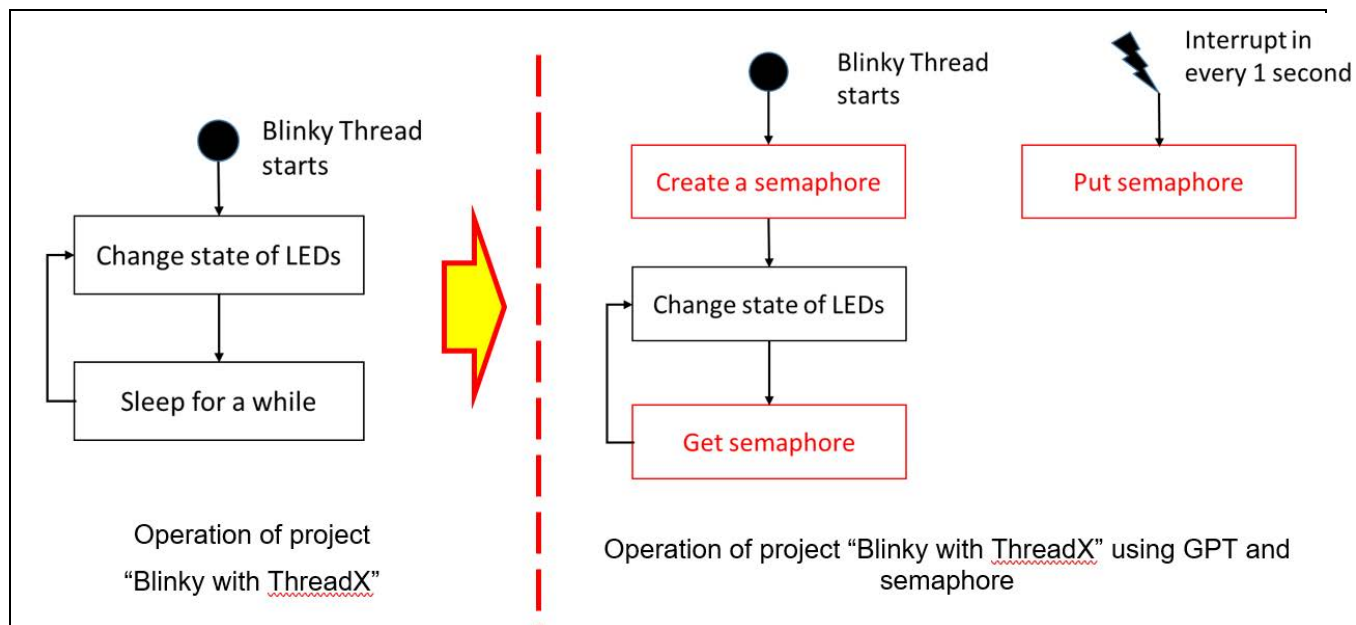 Blinky Thread
starts
Change state of LEDs
Sleep for a while
Operation of project
“Blinky with ThreadX”
Blinky Thread
starts
Create a semaphore
Change state of LEDs
Get semaphore
Interrupt in
every 1 second
Put semaphore
Operation of project “Blinky with ThreadX” using GPT and
semaphore